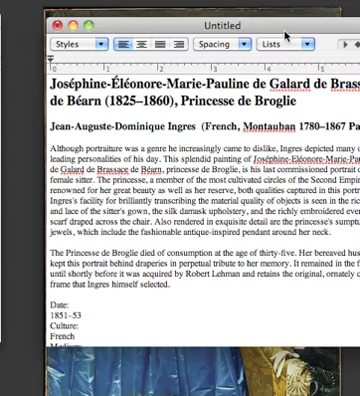 Untitled
Styles Spacing Lists
0 1 2 3 4 5
Joséphine-Éléonore-Marie-Pauline de Galard de Brass
de Béarn (1825–1860), Princesse de Broglie
Jean-Auguste-Dominique Ingres (French, Montauban 1780–1867 Pa
Although portraiture was a genre he increasingly came to dislike, Ingres depicted many o
leading personalities of his day. This splendid painting of Joséphine-Éléonore-Marie-Pau
de Galard de Brassac de Béarn, princesse de Broglie, is his last commissioned portrait o
female sitter. The princess, a member of the most cultivated circles of the Second Empir
renowned for her great beauty as well as her reserve, both qualities captured in this portr
Ingres's facility for brilliantly transcribing the material quality of objects is seen in the ric
and lace of the sitter's gown, the silk damask upholstery, and the richly embroidered even
scarf draped across the chair. Also rendered in exquisite detail are the princess's sumptu
jewels, which include the fashionable antique-inspired pendant around her neck.
The Princesse de Broglie died of consumption at the age of thirty-five. Her bereaved hus
kept this portrait behind draperies in perpetual tribute to her memory. It remained in the f
until shortly before it was acquired by Robert Lehman and retains the original, ornately c
frame that Ingres himself selected.
Date:
1851–53
Culture:
French
Medium: